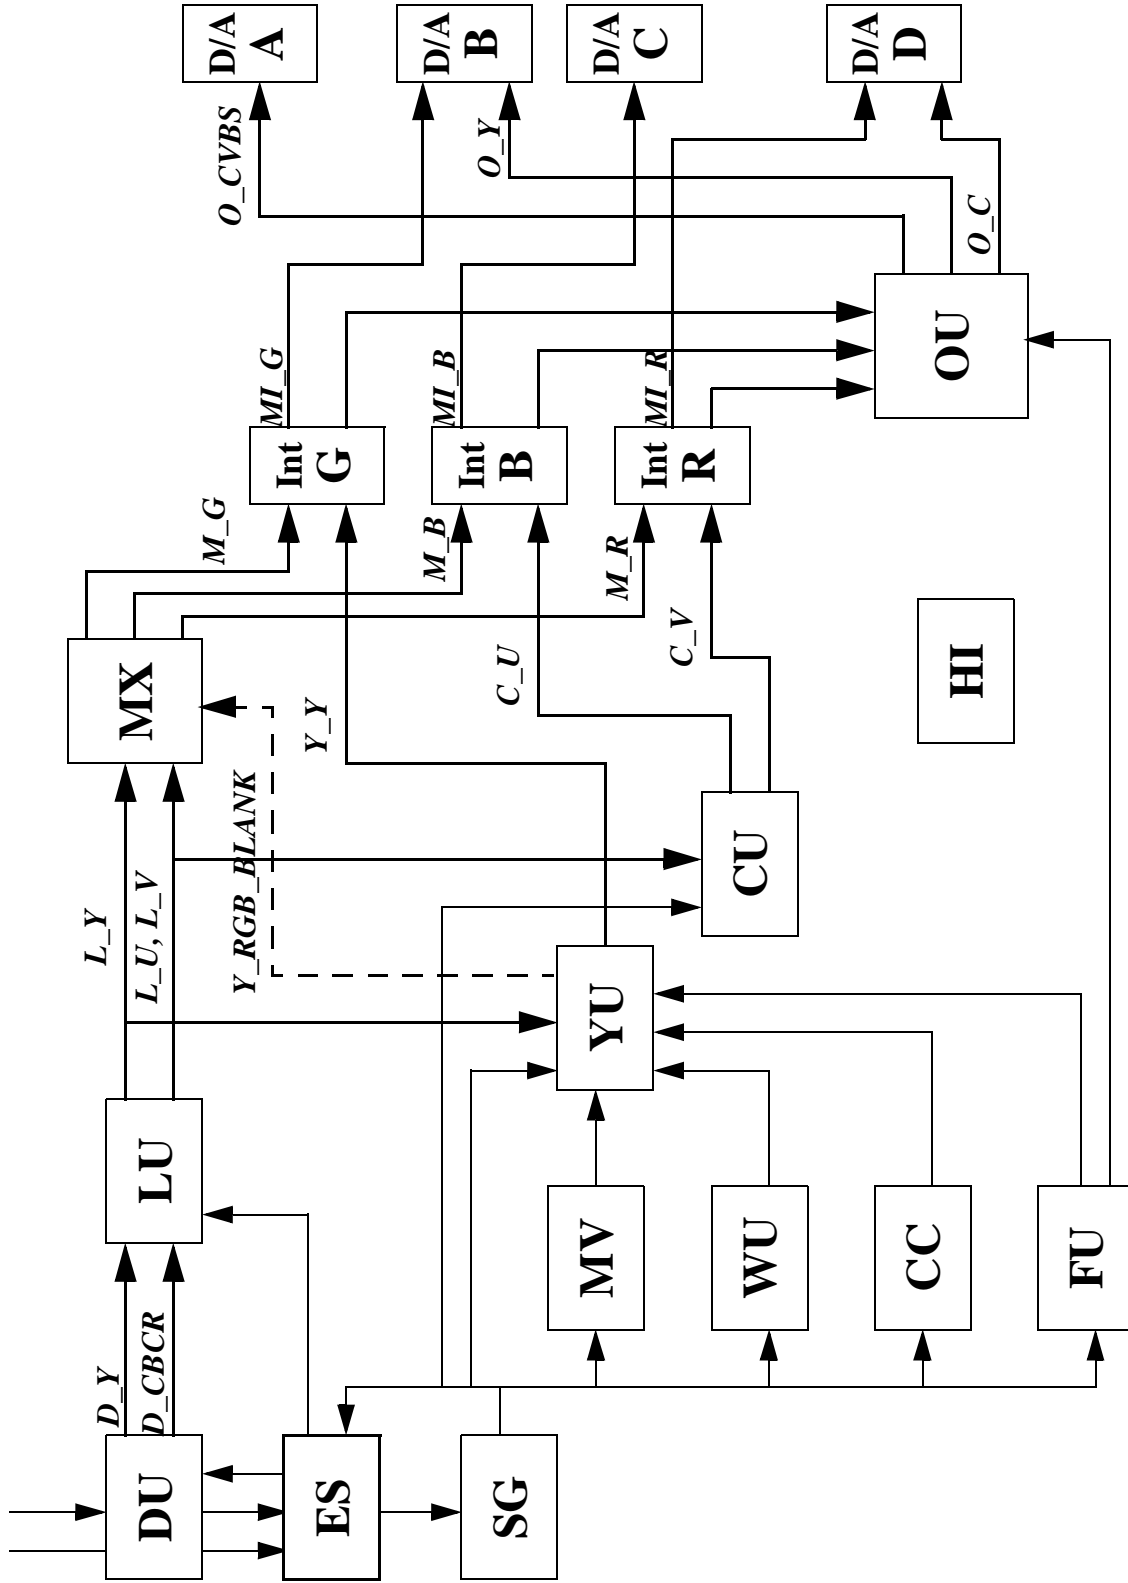 D/A
A
D/A
B
D/A
C
D/A
D
O_CVBS
O_Y
O_C
MI_G
MI_B
MI_R
OU
Int
G
Int
B
Int
R
M_G
M_B
M_R
MX
C_U
C_V
HI
Y_Y
Y_RGB_BLANK
CU
L_Y
L_U, L_V
YU
LU
MV
WU
CC
FU
D_Y
D_CBCR
DU
ES
SG